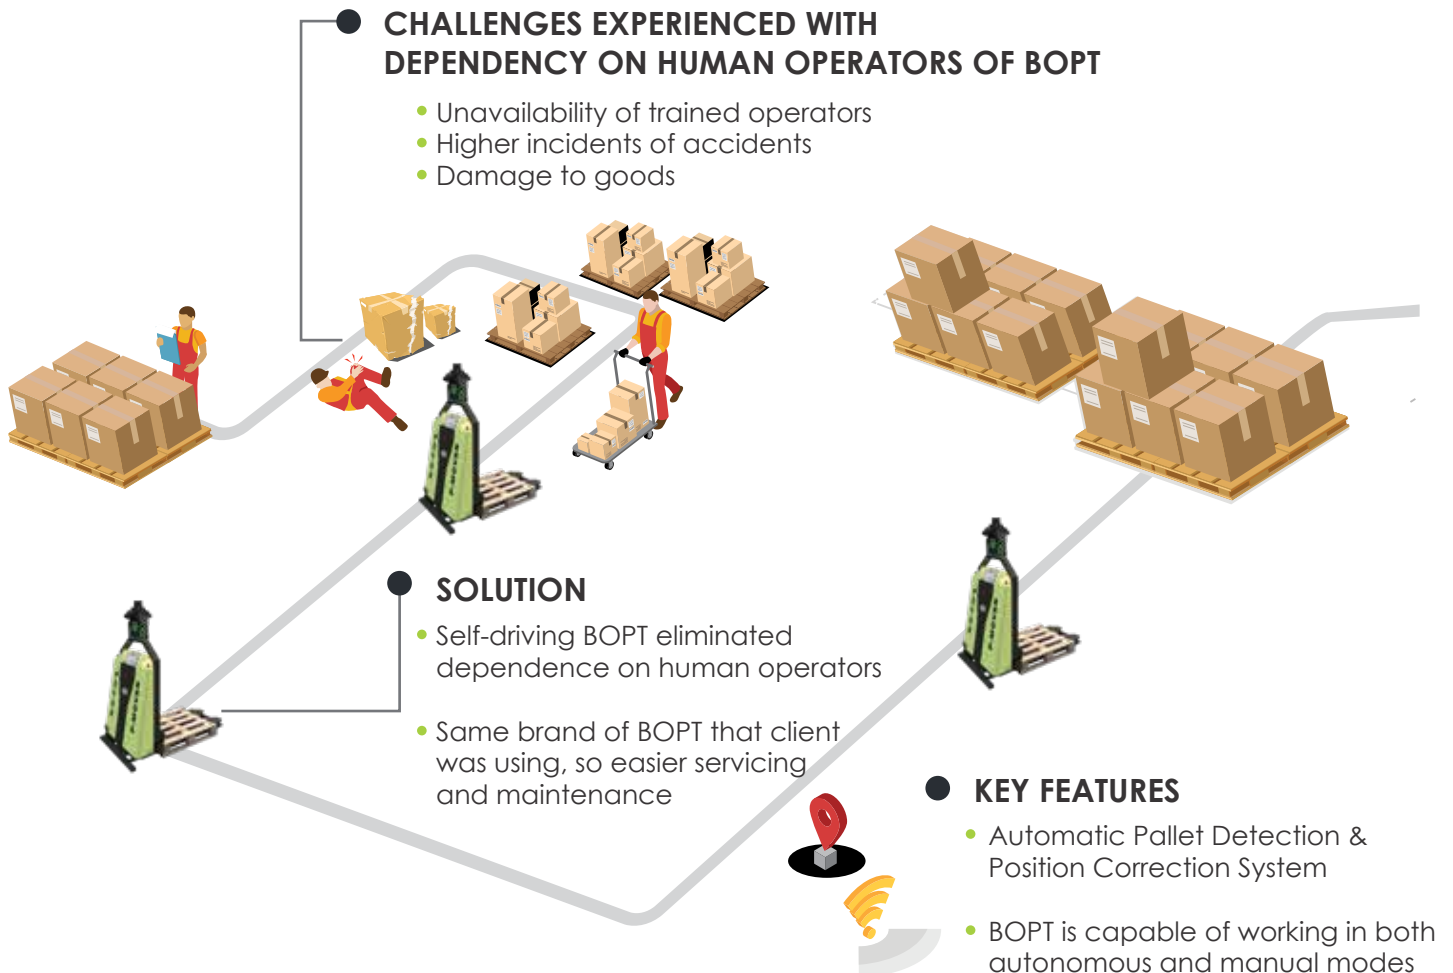 CHALLENGES EXPERIENCED WITH
DEPENDENCY ON HUMAN OPERATORS OF BOPT
• Unavailability of trained operators
• Higher incidents of accidents
• Damage to goods
SOLUTION
• Self-driving BOPT eliminated
dependence on human operators
• Same brand of BOPT that client
was using, so easier servicing
and maintenance
KEY FEATURES
• Automatic Pallet Detection &
Position Correction System
• BOPT is capable of working in both
autonomous and manual modes